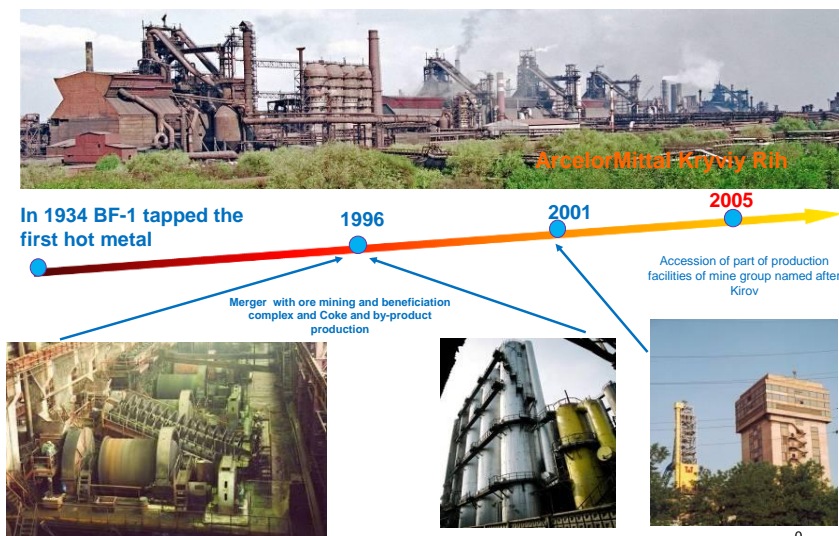 ArcelorMittal Kryviy Rih
In 1934 BF-1 tapped the
first hot metal
1996
2001
2005
Accession of part of production
facilities of mine group named after
Kirov
Merger with ore mining and beneficiation
complex and Coke and by-product
production